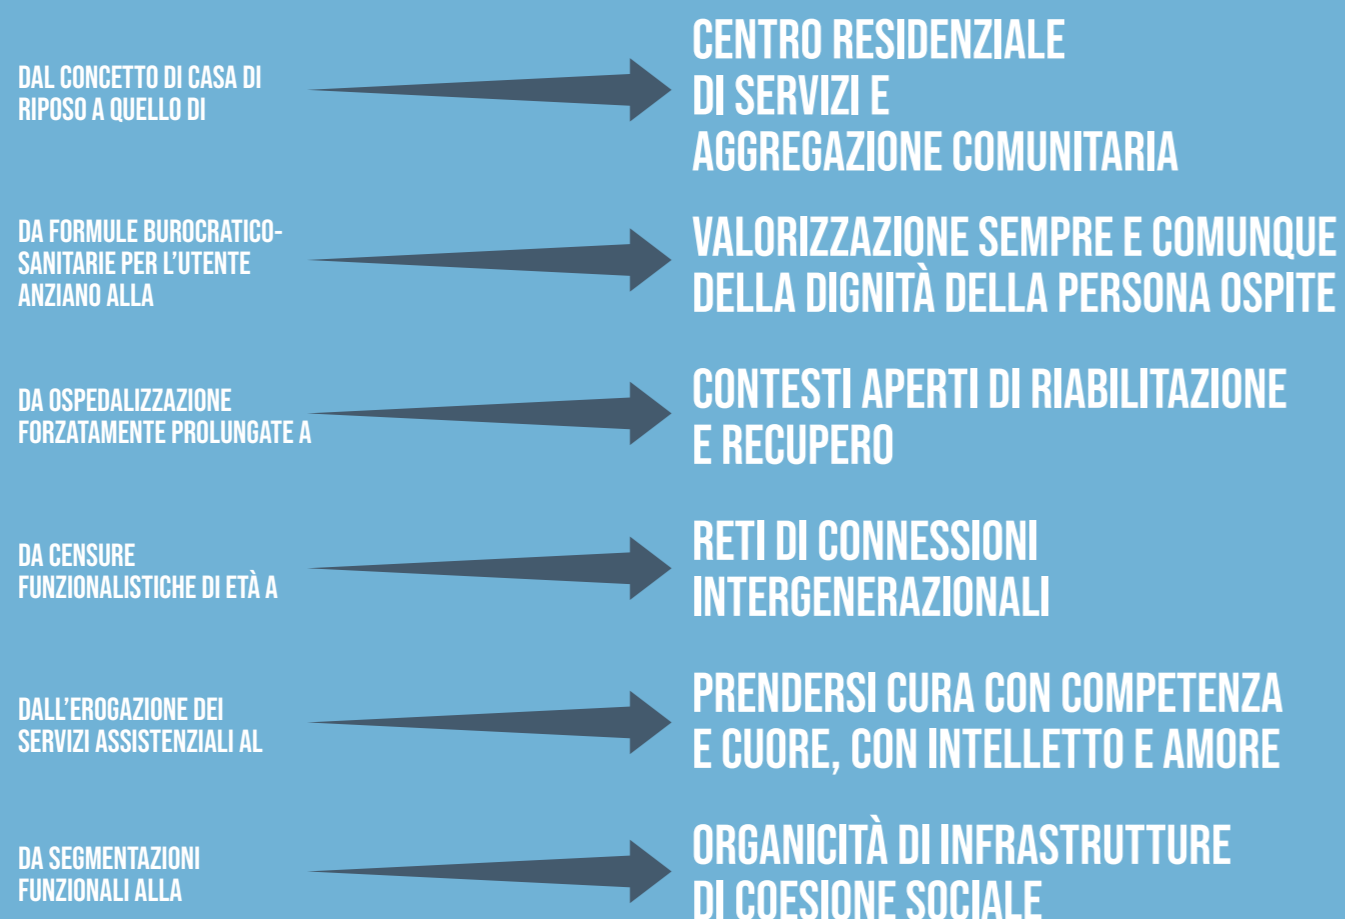 DAL CONCETTO DI CASA DI
RIPOSO A QUELLO DI
CENTRO RESIDENZIALE
DI SERVIZI E
AGGREGAZIONE COMUNITARIA
DA FORMULE BUROCRATICO-
SANITARIE PER L'UTENTE
ANZIANO ALLA
VALORIZZAZIONE SEMPRE E COMUNQUE
DELLA DIGNITÀ DELLA PERSONA OSPITE
DA OSPEDALIZZAZIONE
FORZATAMENTE PROLUNGATE A
CONTESTI APERTI DI RIABILITAZIONE
E RECUPERO
DA CENSURE
FUNZIONALISTICHE DI ETÀ A
RETI DI CONNESSIONI
INTERGENERAZIONALI
DALL'EROGAZIONE DEI
SERVIZI ASSISTENZIALI AL
PRENDERSI CURA CON COMPETENZA
E CUORE, CON INTELLETTO E AMORE
DA SEGMENTAZIONI
FUNZIONALI ALLA
ORGANICITÀ DI INFRASTRUTTURE
DI COESIONE SOCIALE